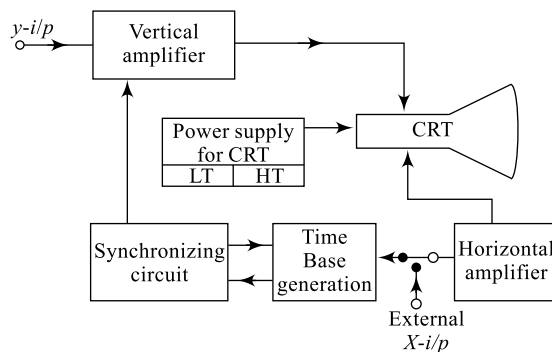 y-i/p
Vertical
amplifier
Power supply
for CRT
LT
HT
CRT
Synchronizing
circuit
Time
Base
generation
Horizontal
amplifier
External
X-i/p